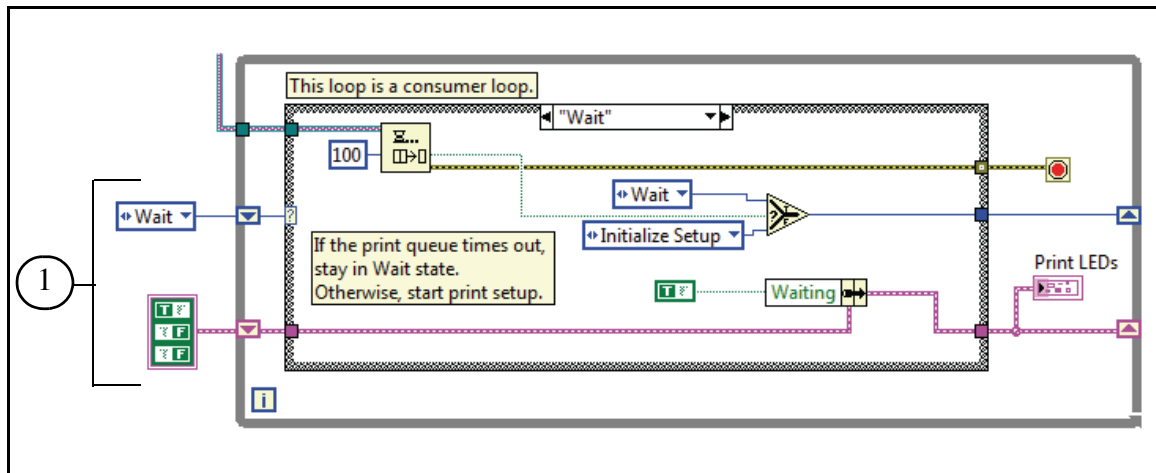 This loop is a consumer loop.
"Wait"
100
Wait
Wait
?
Initialize Setup
?
T
F
If the print queue times out,
stay in Wait state.
Otherwise, start print setup.
1
Print LEDs
T
Waiting
T
F
F
i